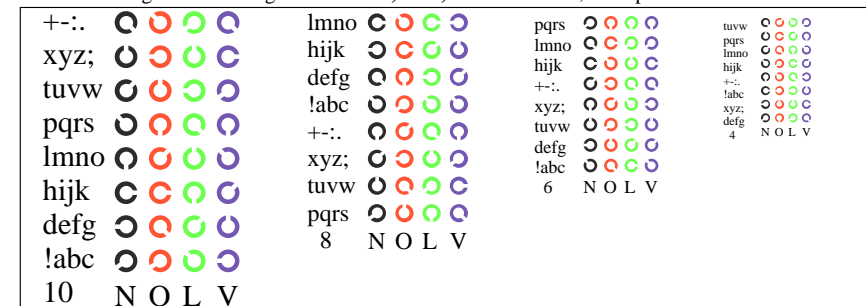 +-:.
xyz;
tuvw
pqrs
lmno
hijk
defg
!abc
10 N O L V
lmno
hijk
defg
!abc
+-:.
xyz;
tuvw
pqrs
8 N O L V
pqrs
lmno
hijk
+-:.
xyz;
tuvw
defg
!abc
6 N O L V
tuvw
pqrs
lmno
hijk
+-:.
!abc
xyz;
defg
4 N O L V